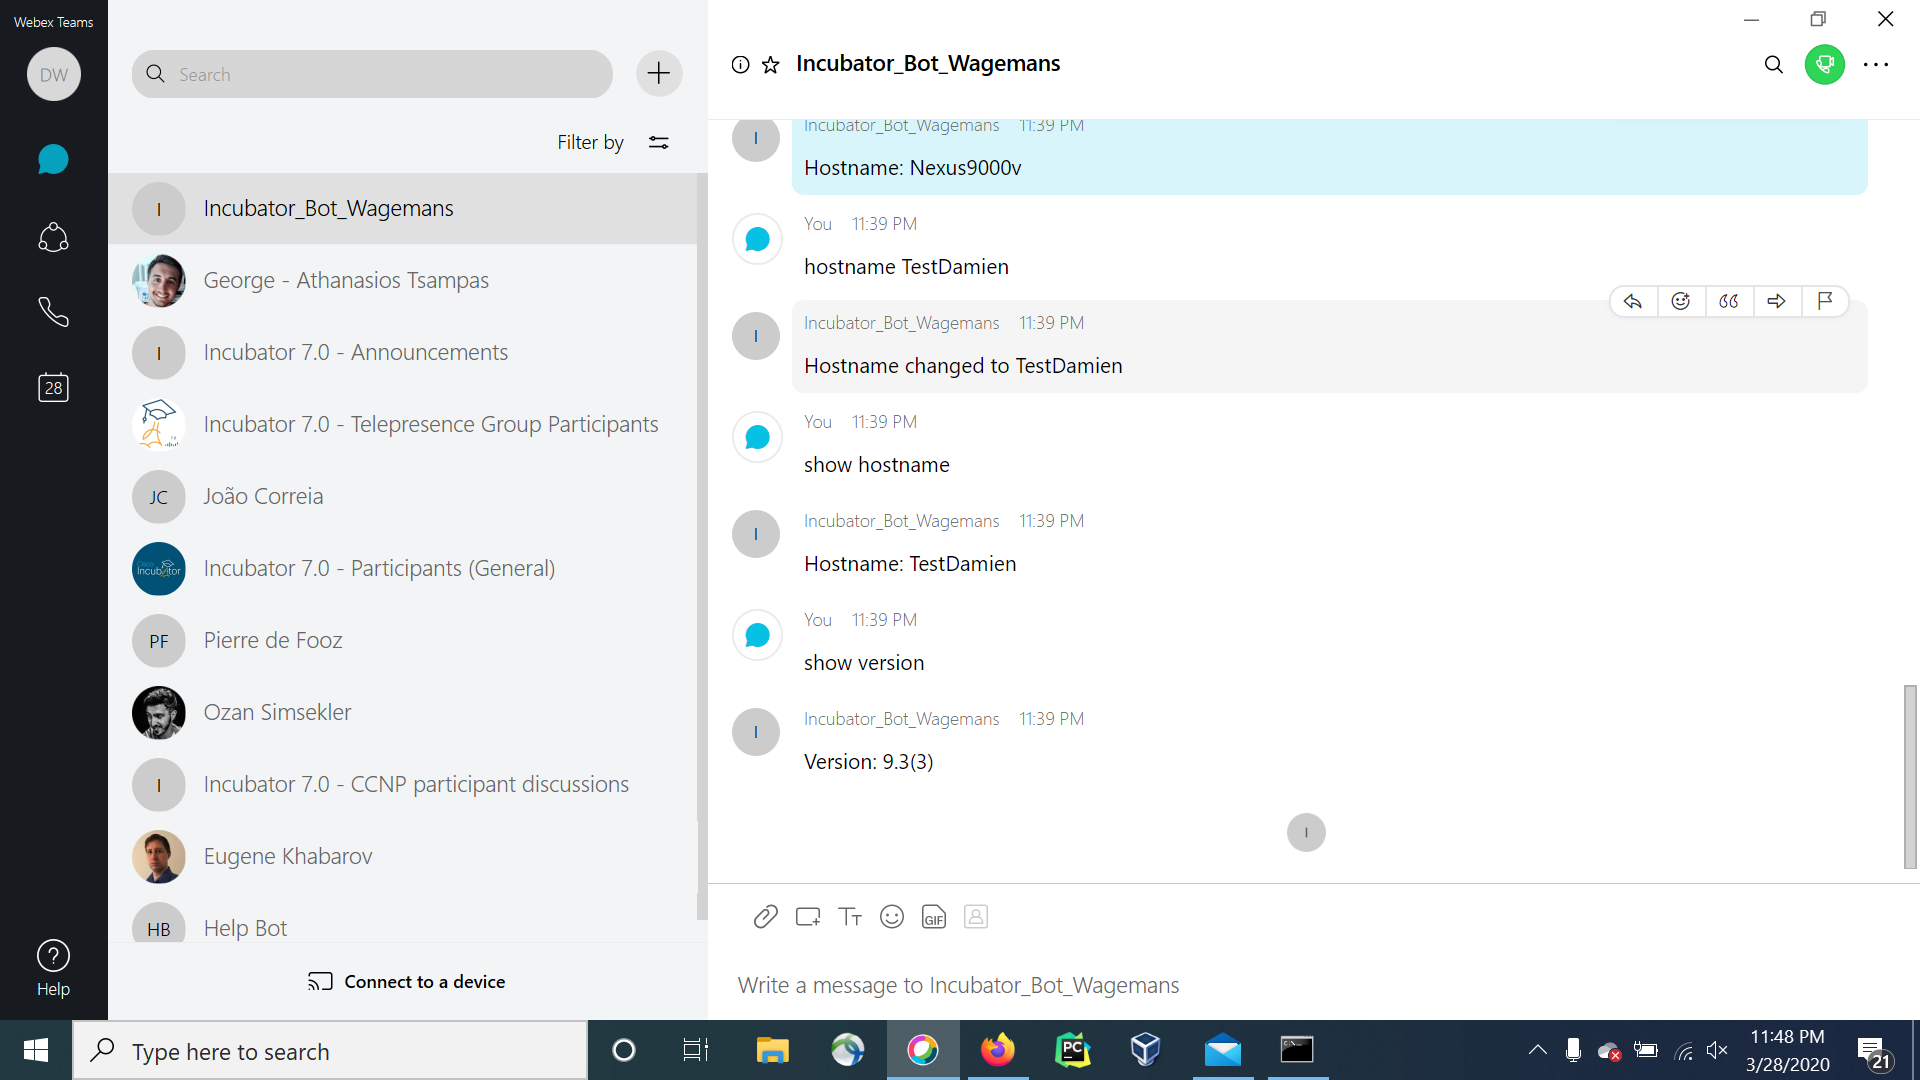 Webex Teams
DW
28
Help
Search
Filter by
I
Incubator_Bot_Wagemans
George - Athanasios Tsampas
I
Incubator 7.0 - Announcements
Incubator 7.0 - Telepresence Group Participants
JC
João Correia
Incubator
Incubator 7.0 - Participants (General)
PF
Pierre de Fooz
Ozan Simsekler
I
Incubator 7.0 - CCNP participant discussions
Eugene Khabarov
HB
Help Bot
Connect to a device
Incubator_Bot_Wagemans
I
Incubator_Bot_Wagemans 11:39 PM
Hostname: Nexus9000v
You 11:39 PM
hostname TestDamien
I
Incubator_Bot_Wagemans 11:39 PM
Hostname changed to TestDamien
You 11:39 PM
show hostname
I
Incubator_Bot_Wagemans 11:39 PM
Hostname: TestDamien
You 11:39 PM
show version
I
Incubator_Bot_Wagemans 11:39 PM
Version: 9.3(3)
I
GIF
Write a message to Incubator_Bot_Wagemans
Type here to search
PC
11:48 PM
3/28/2020
21